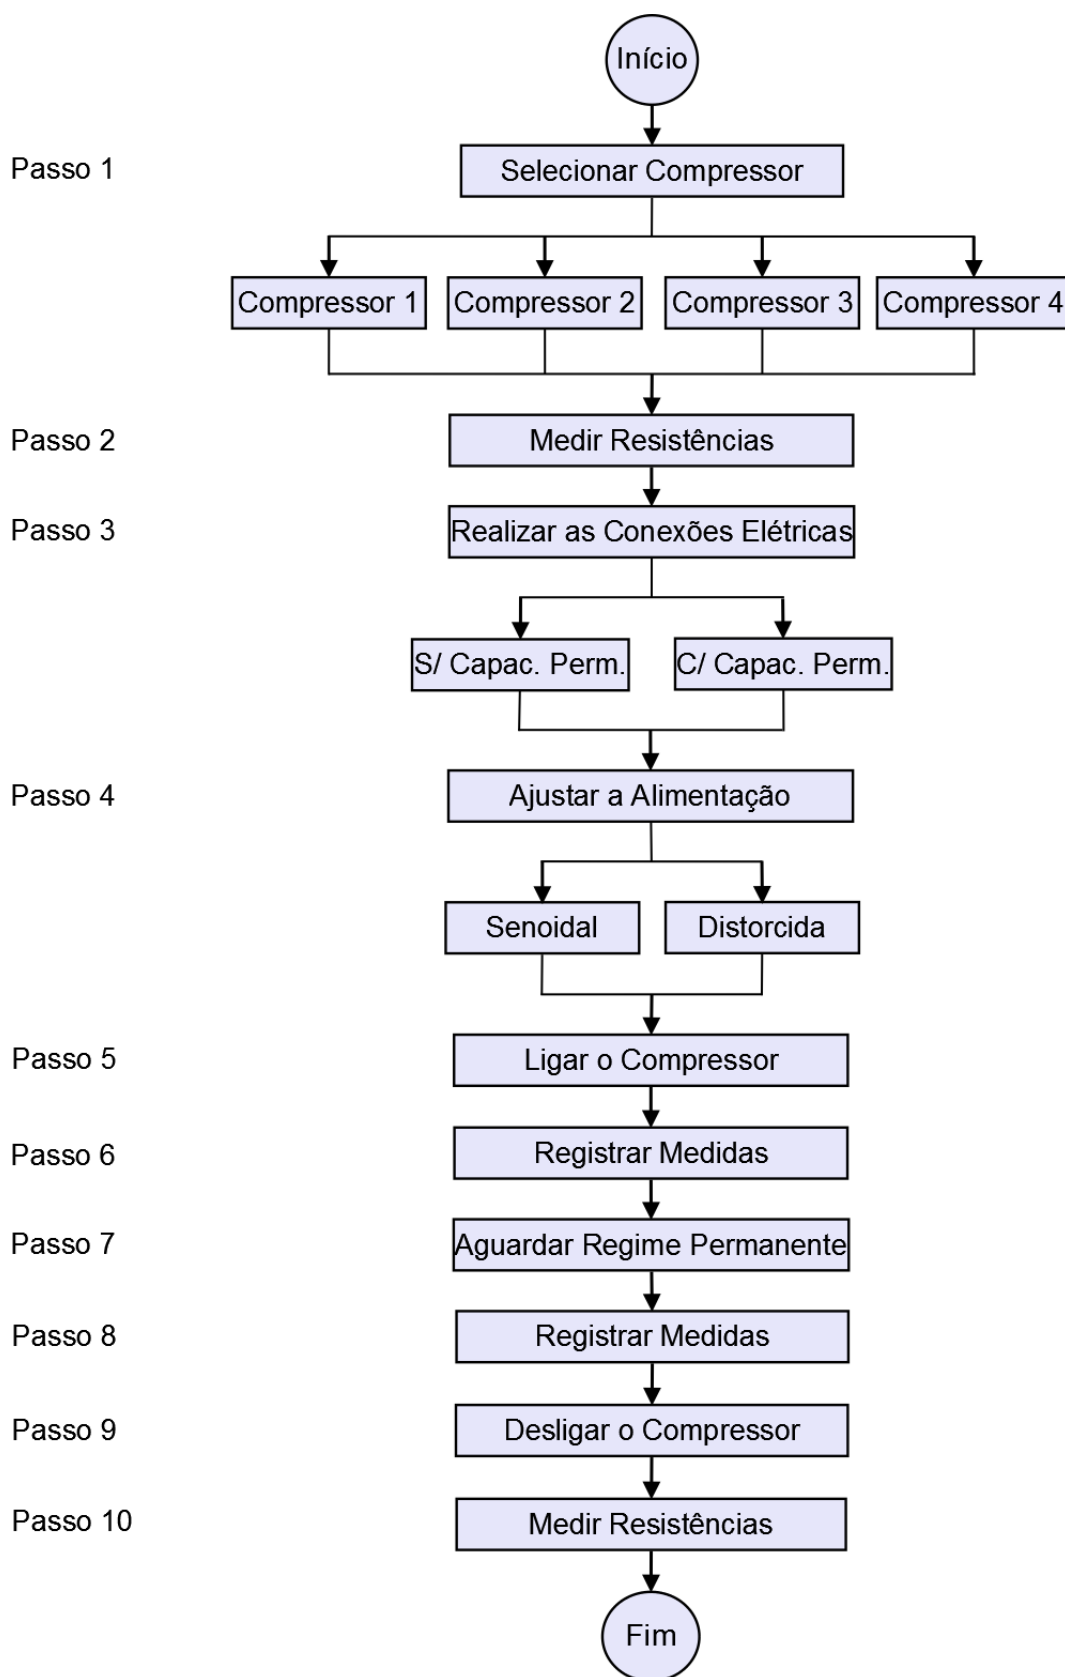 Início
Passo 1
Selecionar Compressor
Compressor 1
Compressor 2
Compressor 3
Compressor 4
Passo 2
Medir Resistências
Passo 3
Realizar as Conexões Elétricas
S/ Capac. Perm.
C/ Capac. Perm.
Passo 4
Ajustar a Alimentação
Senoidal
Distorcida
Passo 5
Ligar o Compressor
Passo 6
Registrar Medidas
Passo 7
Aguardar Regime Permanente
Passo 8
Registrar Medidas
Passo 9
Desligar o Compressor
Passo 10
Medir Resistências
Fim